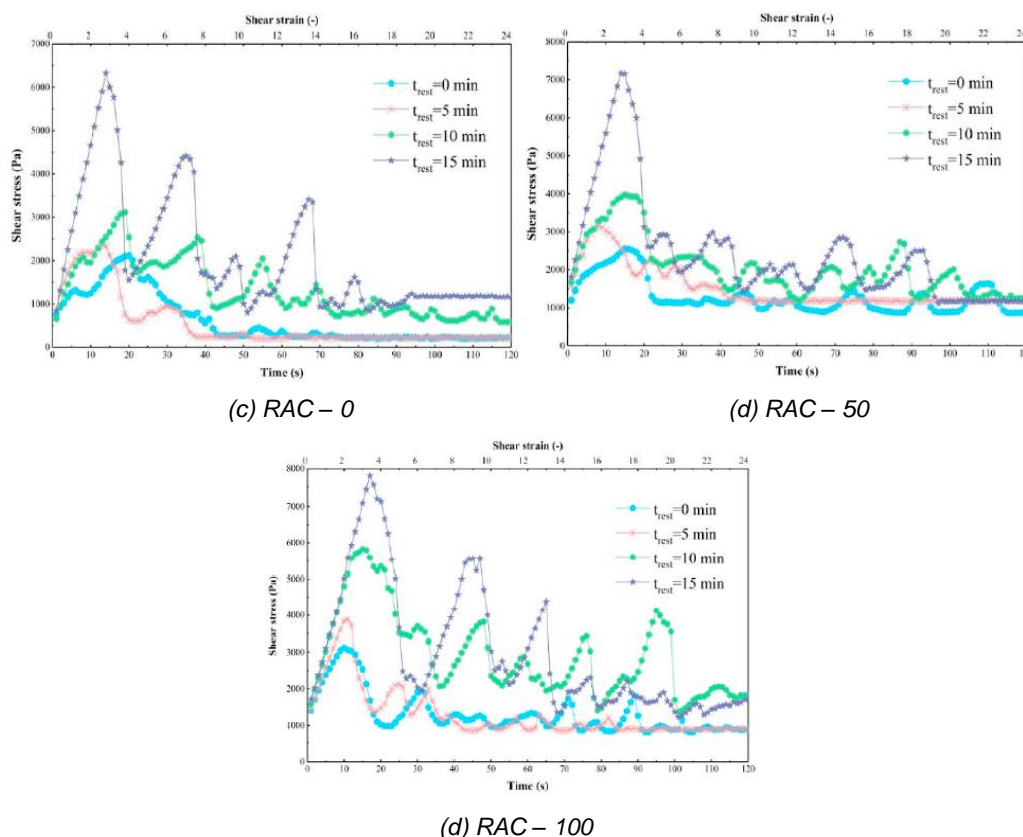 Shear strain (-)
0 2 4 6 8 10 12 14 16 18 20 22 24
7000
6000
5000
4000
3000
2000
1000
0
Shear stress (Pa)
t_rest=0 min
t_rest=5 min
t_rest=10 min
t_rest=15 min
0 10 20 30 40 50 60 70 80 90 100 110 120
Time (s)
(c) RAC – 0
Shear strain (-)
0 2 4 6 8 10 12 14 16 18 20 22 24
8000
7000
6000
5000
4000
3000
2000
1000
0
Shear stress (Pa)
t_rest=0 min
t_rest=5 min
t_rest=10 min
t_rest=15 min
0 10 20 30 40 50 60 70 80 90 100 110 120
Time (s)
(d) RAC – 50
Shear strain (-)
0 2 4 6 8 10 12 14 16 18 20 22 24
8000
7000
6000
5000
4000
3000
2000
1000
0
Shear stress (Pa)
t_rest=0 min
t_rest=5 min
t_rest=10 min
t_rest=15 min
0 10 20 30 40 50 60 70 80 90 100 110 120
Time (s)
(d) RAC – 100